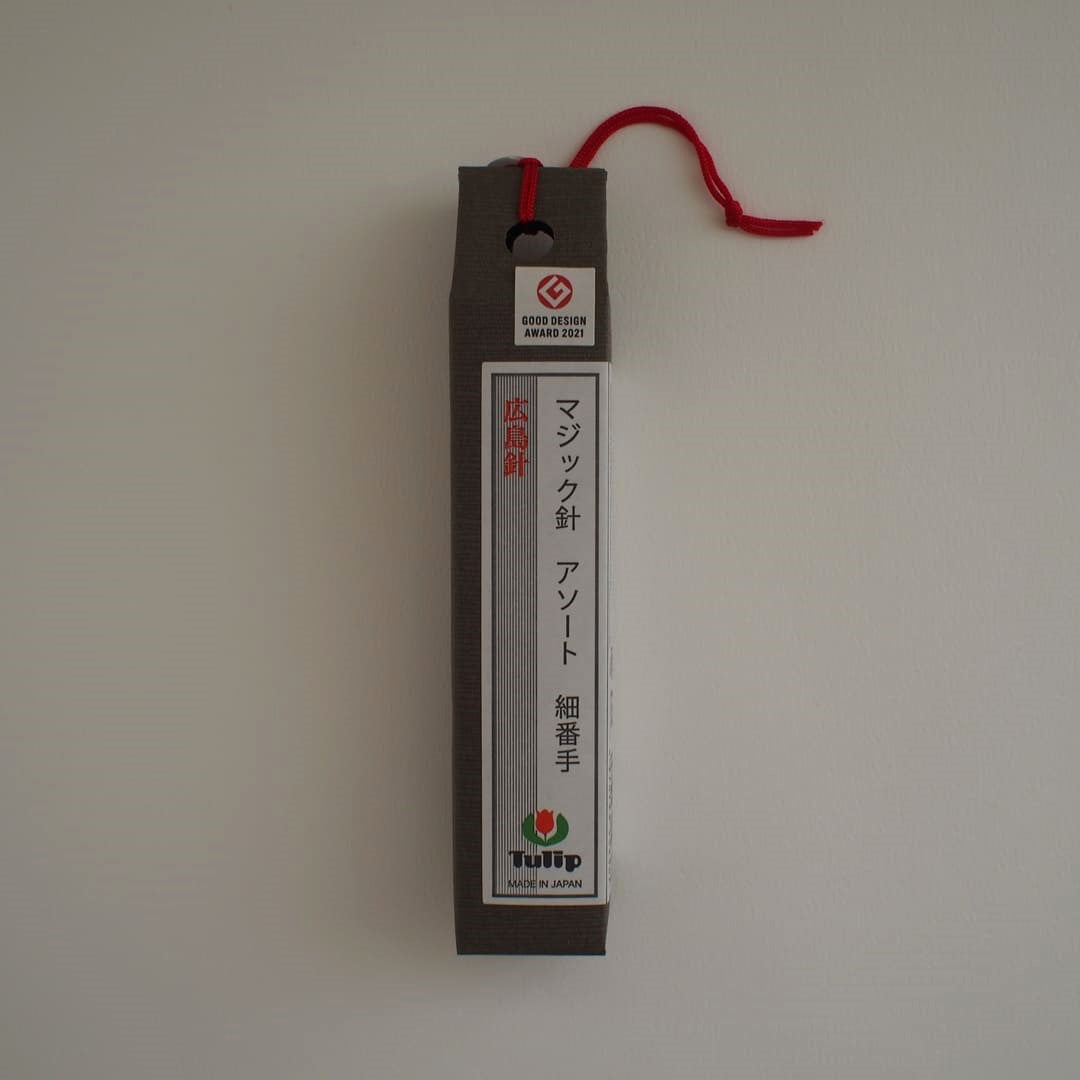 GOOD DESIGN
AWARD 2021
マジック針 アソート 細番手
広島針
Tulip
MADE IN JAPAN